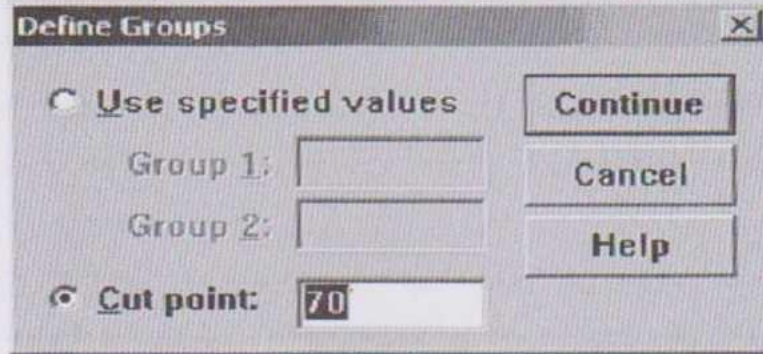 Define Groups
Use specified values
Group 1:
Group 2:
Cut point: 70
Continue
Cancel
Help